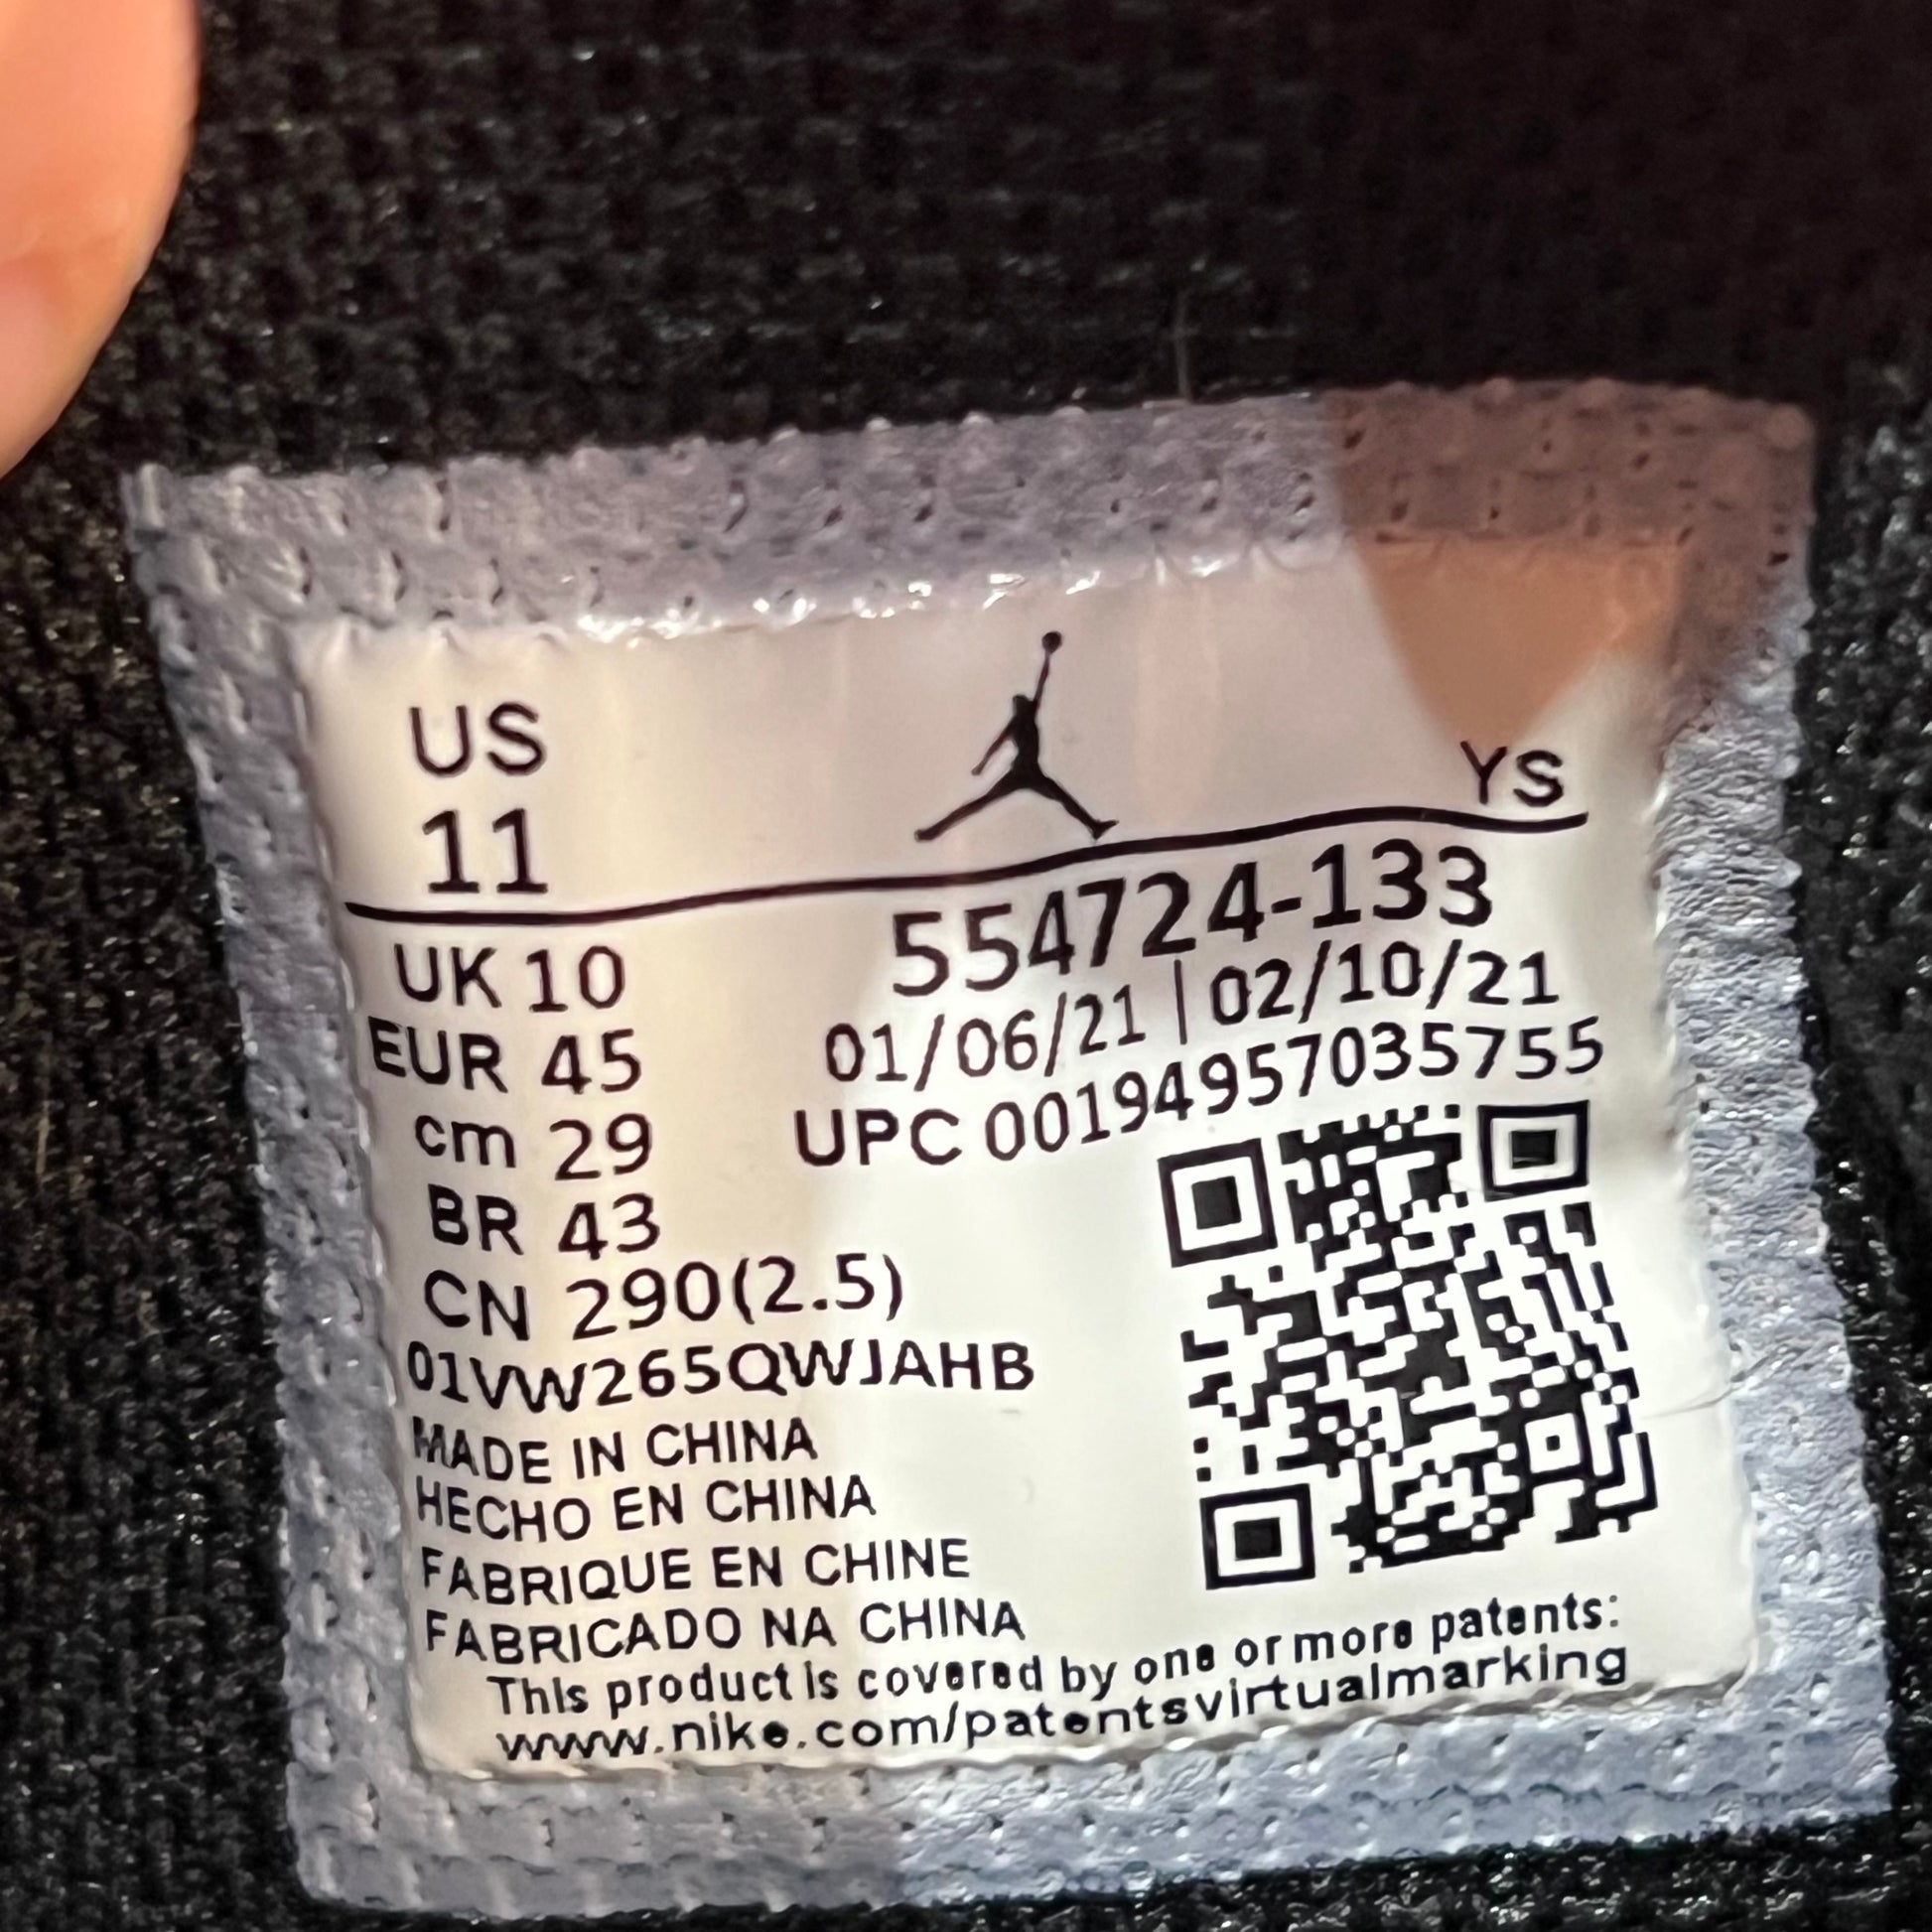 US
11
YS
UK 10
EUR 45
cm 29
BR 43
CN 290(2.5)
554724-133
01/06/21 | 02/10/21
UPC 00194957035755
01VW265QWJAHB
MADE IN CHINA
HECHO EN CHINA
FABRIQUE EN CHINE
FABRICADO NA CHINA
This product is covered by one or more patents:
www.nike.com/patentsvirtualmarking